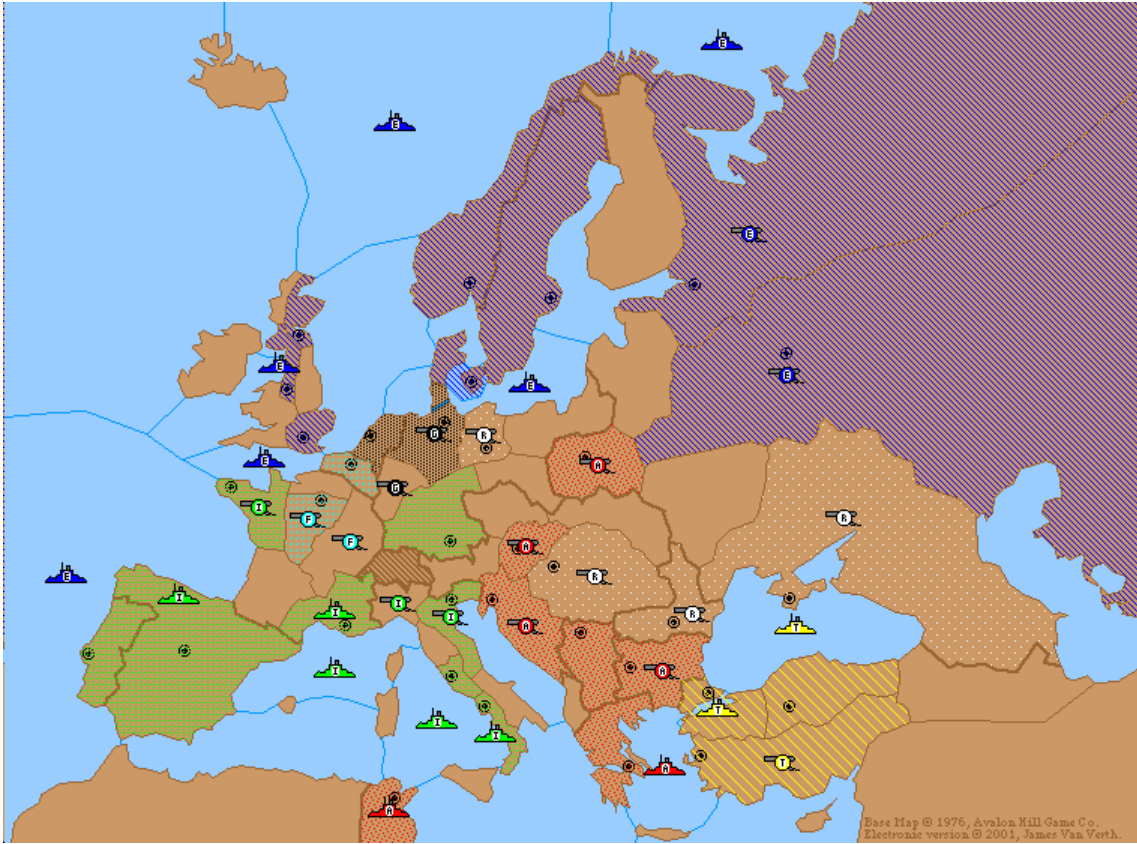 E
E
E
E
E
E
G
R
E
A
G
I
F
R
F
A
E
R
I
I
I
R
I
A
T
I
A
T
I
I
T
A
A
Base Map © 1976, Avalon Hill Game Co.
Electronic version © 2001, James Van Verth.